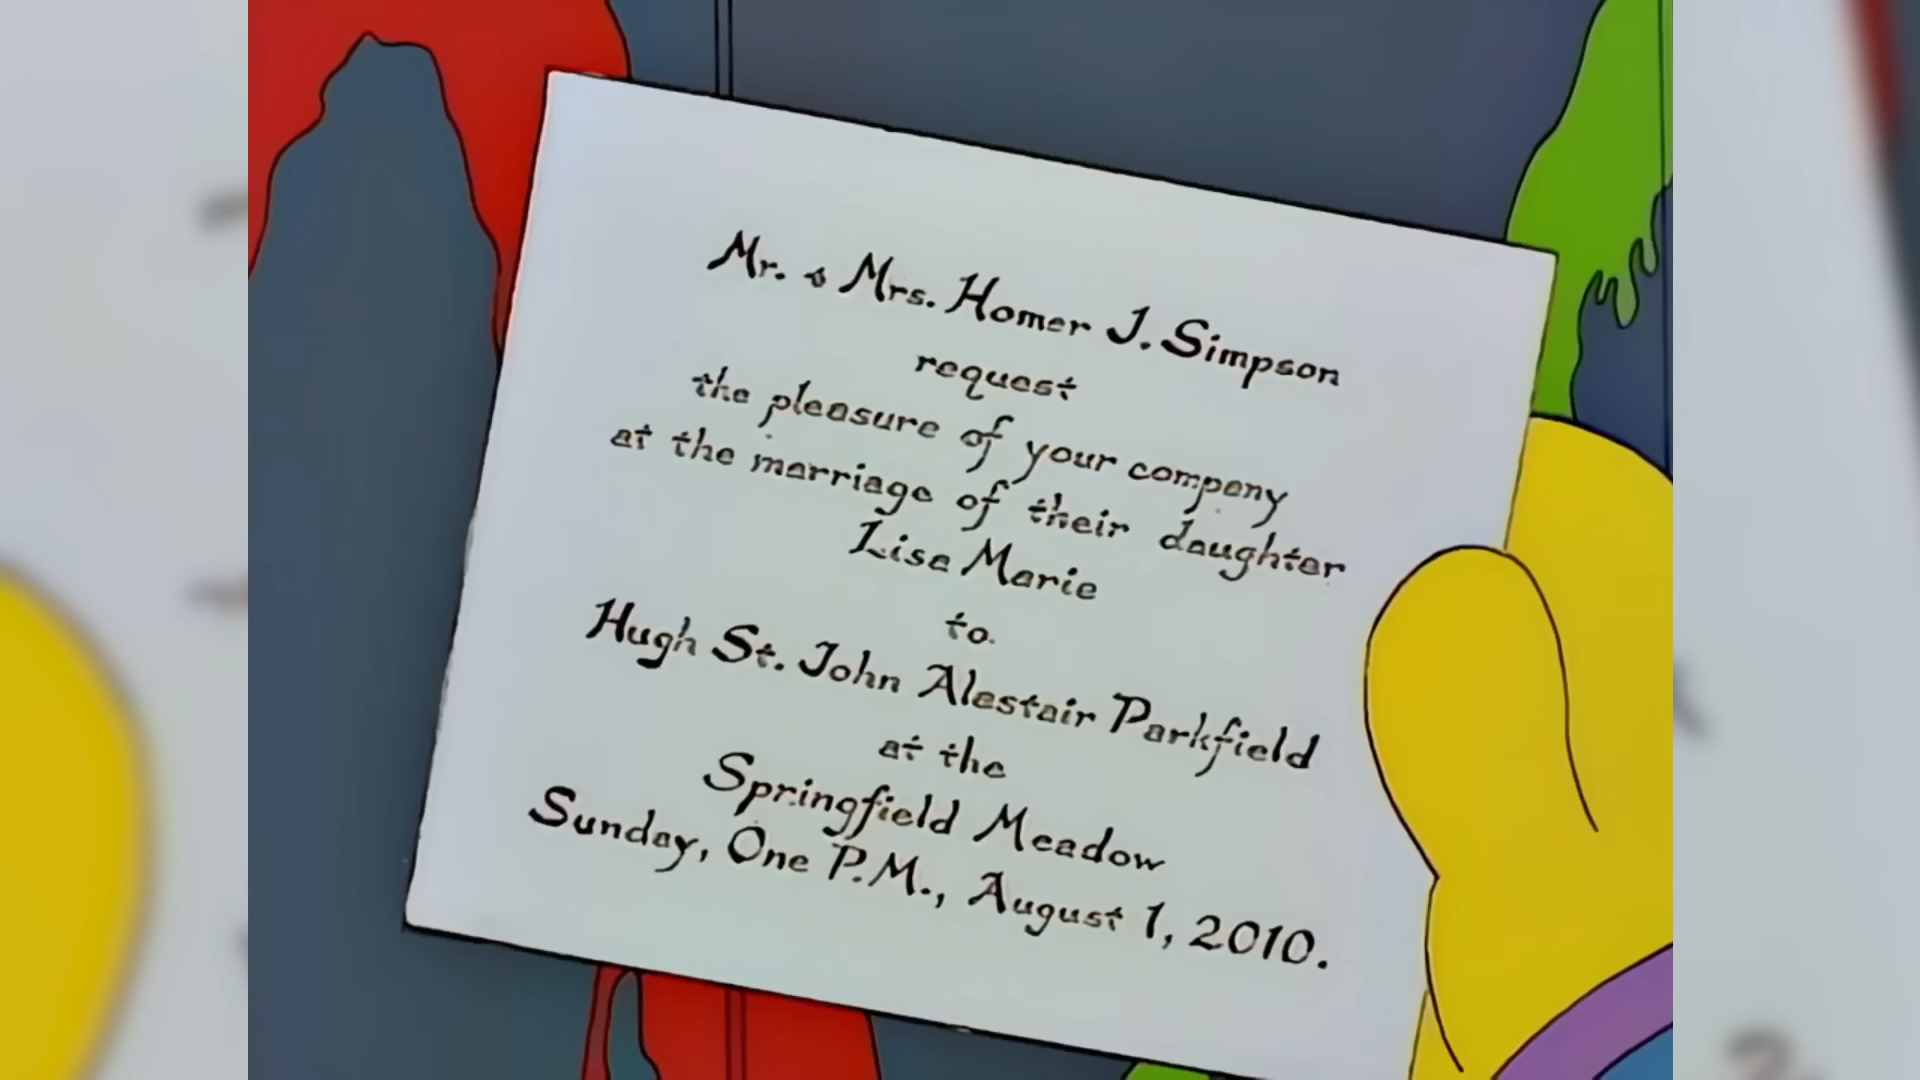 Mr. & Mrs. Homer J. Simpson
request
the pleasure of your company
at the marriage of their daughter
Lisa Marie
to
Hugh St. John Alastair Parkfield
at the
Springfield Meadow
Sunday, One P.M., August 1, 2010.